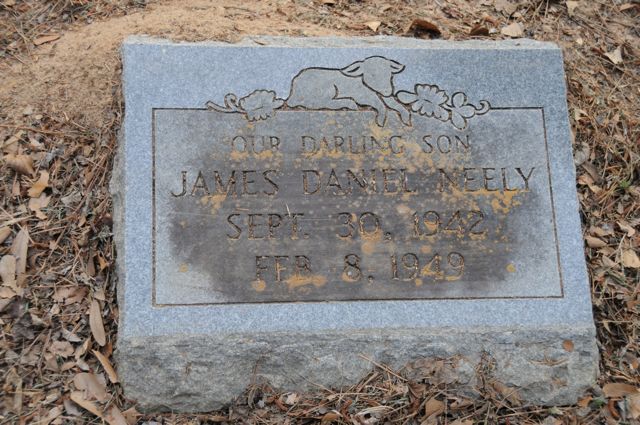 OUR DARLING SON
JAMES DANIEL NEELY
SEPT. 30, 1942
FEB 8, 1949